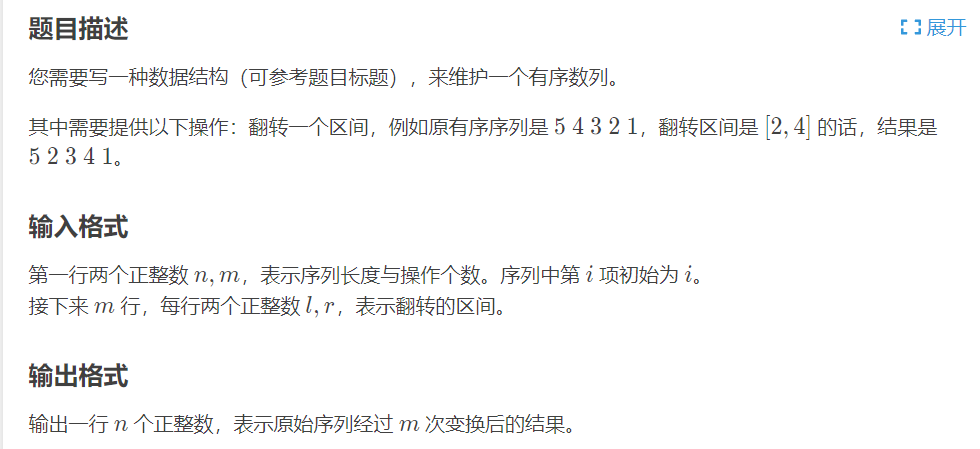 题目描述
展开
您需要写一种数据结构（可参考题目标题），来维护一个有序数列。
其中需要提供以下操作：翻转一个区间，例如原有序序列是 5 4 3 2 1，翻转区间是 [2,4] 的话，结果是
5 2 3 4 1。
输入格式
第一行两个正整数 n,m，表示序列长度与操作个数。序列中第 i 项初始为 i。
接下来 m 行，每行两个正整数 l,r，表示翻转的区间。
输出格式
输出一行 n 个正整数，表示原始序列经过 m 次变换后的结果。